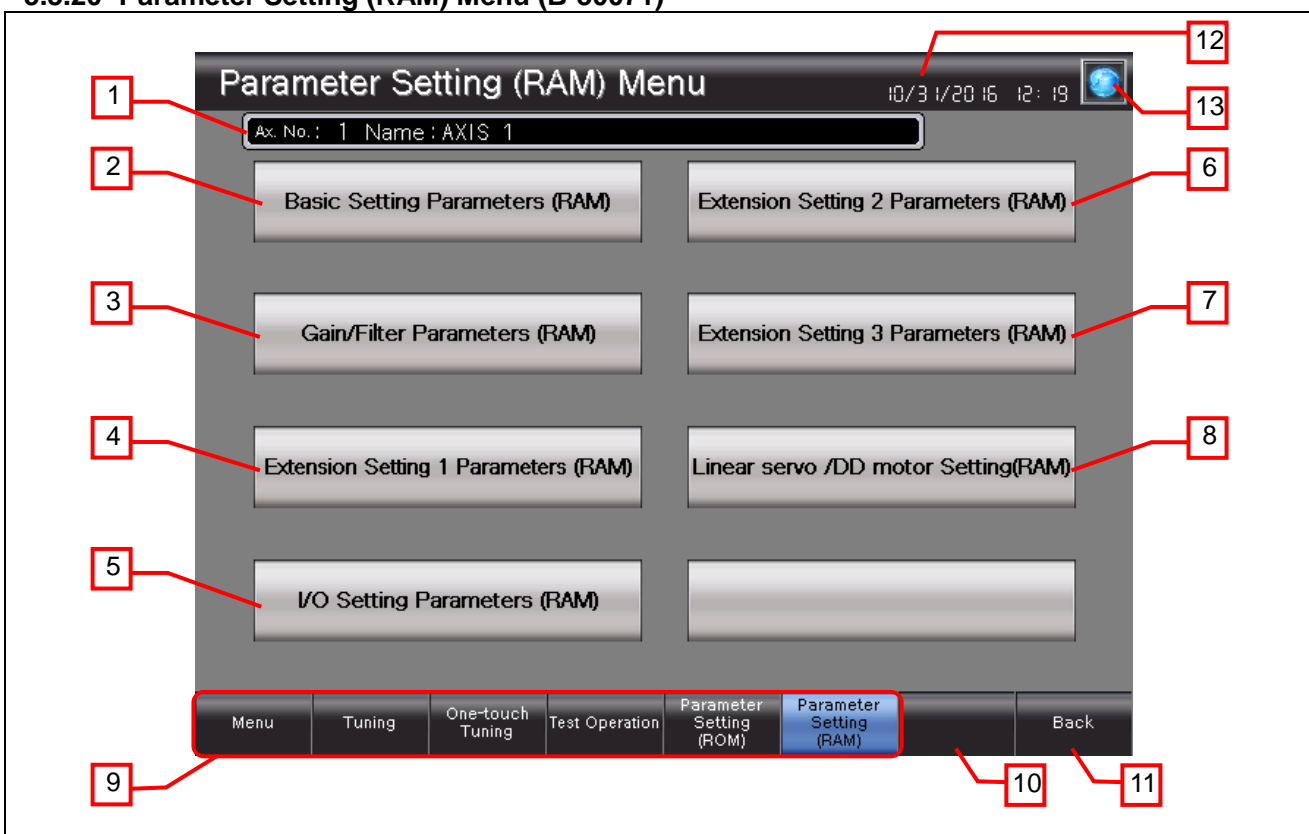 12
Parameter Setting (RAM) Menu
10/31/2016 12:19
1
13
Ax. No.: 1 Name:AXIS 1
2
6
Basic Setting Parameters (RAM)
Extension Setting 2 Parameters (RAM)
3
7
Gain/Filter Parameters (RAM)
Extension Setting 3 Parameters (RAM)
4
8
Extension Setting 1 Parameters (RAM)
Linear servo /DD motor Setting(RAM)
5
I/O Setting Parameters (RAM)
Menu
Tuning
One-touch
Tuning
Test Operation
Parameter
Setting
(ROM)
Parameter
Setting
(RAM)
Back
9
10
11